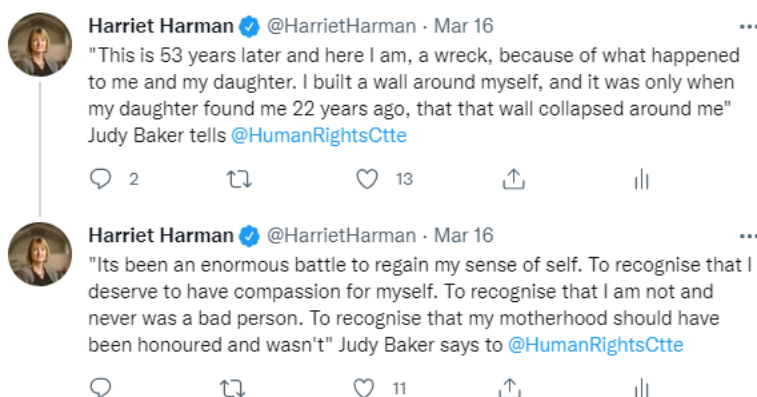 Harriet Harman @HarrietHarman · Mar 16
"This is 53 years later and here I am, a wreck, because of what happened
to me and my daughter. I built a wall around myself, and it was only when
my daughter found me 22 years ago, that that wall collapsed around me"
Judy Baker tells @HumanRightsCtte
2 13
Harriet Harman @HarrietHarman · Mar 16
"Its been an enormous battle to regain my sense of self. To recognise that I
deserve to have compassion for myself. To recognise that I am not and
never was a bad person. To recognise that my motherhood should have
been honoured and wasn't" Judy Baker says to @HumanRightsCtte
11